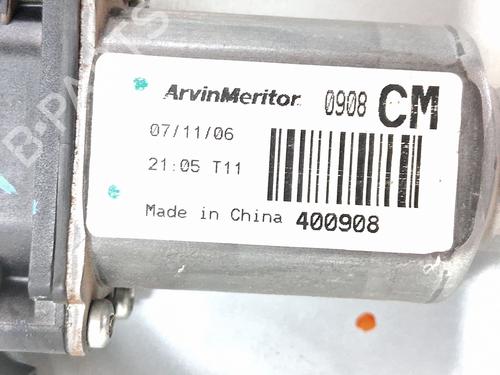 B-PARTS
ArvinMeritor 0908 CM
07/11/06
21:05 T11
Made in China 400908